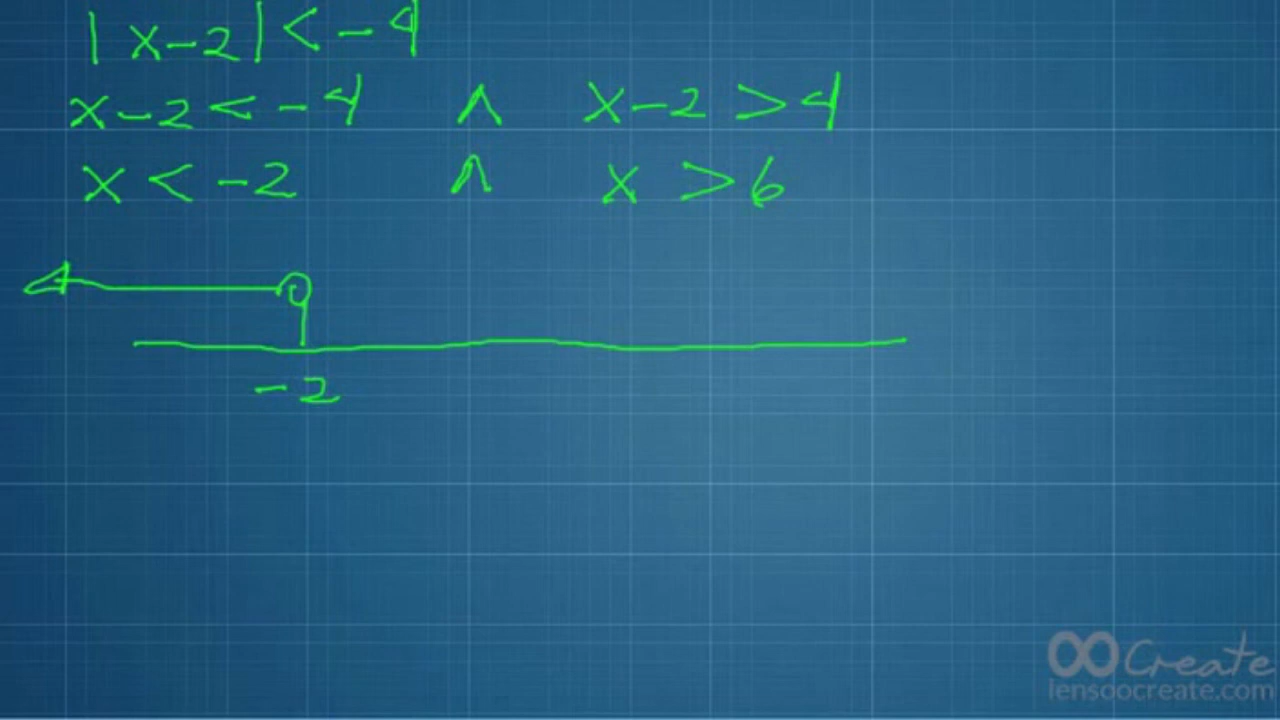 |x-2| < -4
x-2 < -4 ∧ x-2 > 4
x < -2 ∧ x > 6
-2
∞ Create
lensoocreate.com